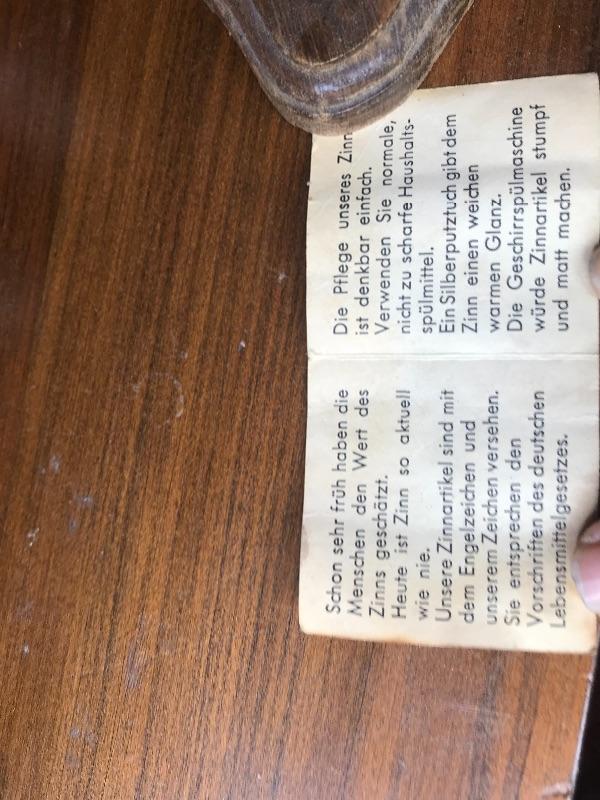 Schon sehr früh haben die
Menschen den Wert des
Zinns geschätzt.
Heute ist Zinn so aktuell
wie nie.
Unsere Zinnartikel sind mit
dem Engelzeichen und
unserem Zeichen versehen.
Sie entsprechen den
Vorschriften des deutschen
Lebensmittelgesetzes.
Die Pflege unseres Zinn
ist denkbar einfach.
Verwenden Sie normale,
nicht zu scharfe Haushalts-
spülmittel.
Ein Silberputztuch gibt dem
Zinn einen weichen
warmen Glanz.
Die Geschirrspülmaschine
würde Zinnartikel stumpf
und matt machen.